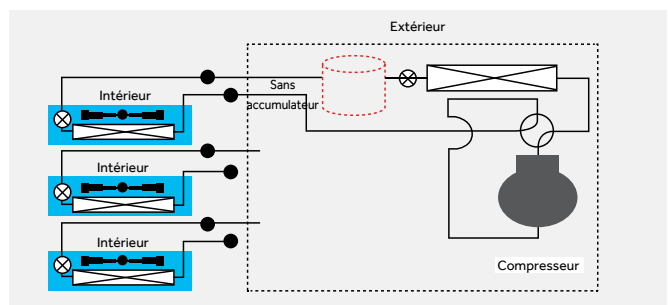 Extérieur
Intérieur
Sans
accumulateur
Intérieur
Intérieur
Compresseur